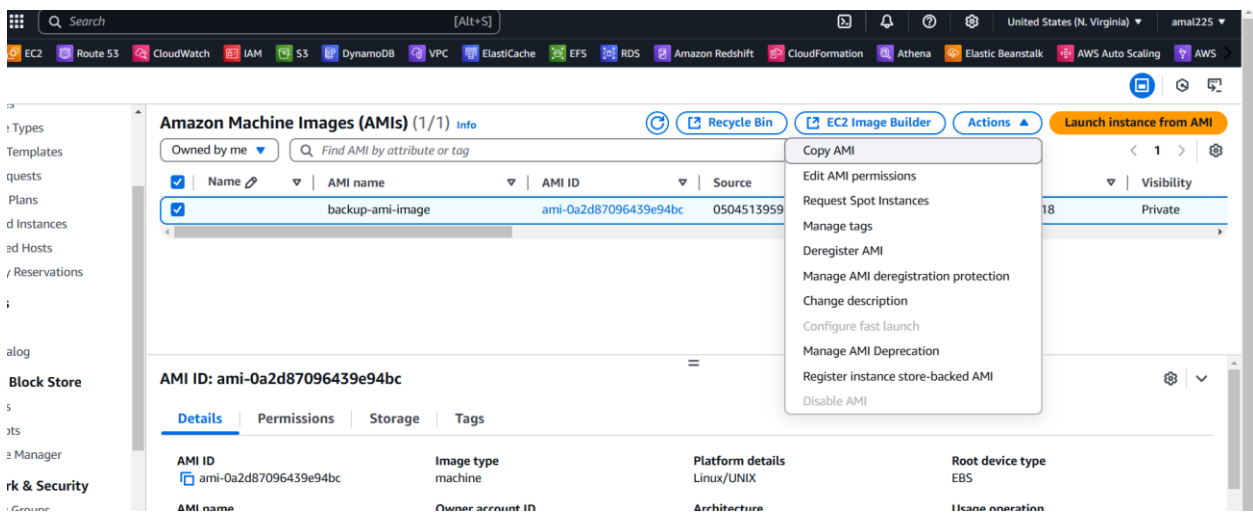 Search [Alt+S] United States (N. Virginia) amal225
EC2 Route 53 CloudWatch IAM S3 DynamoDB VPC ElastiCache EFS RDS Amazon Redshift CloudFormation Athena Elastic Beanstalk AWS Auto Scaling AWS
Types
Templates
Plans
Hosts
Reservations
Block Store
Manager
& Security
Groups
Amazon Machine Images (AMIs) (1/1) Info
Recycle Bin
EC2 Image Builder
Actions
Launch instance from AMI
Owned by me
Find AMI by attribute or tag
1
Name AMI name AMI ID Source Visibility
backup-ami-image ami-0a2d87096439e94bc 0504513959 18 Private
Copy AMI
Edit AMI permissions
Request Spot Instances
Manage tags
Deregister AMI
Manage AMI deregistration protection
Change description
Configure fast launch
Manage AMI Deprecation
Register instance store-backed AMI
Disable AMI
AMI ID: ami-0a2d87096439e94bc
Details Permissions Storage Tags
AMI ID Image type Platform details Root device type
ami-0a2d87096439e94bc machine Linux/UNIX EBS
AMI name Owner account ID Architecture Usage operation